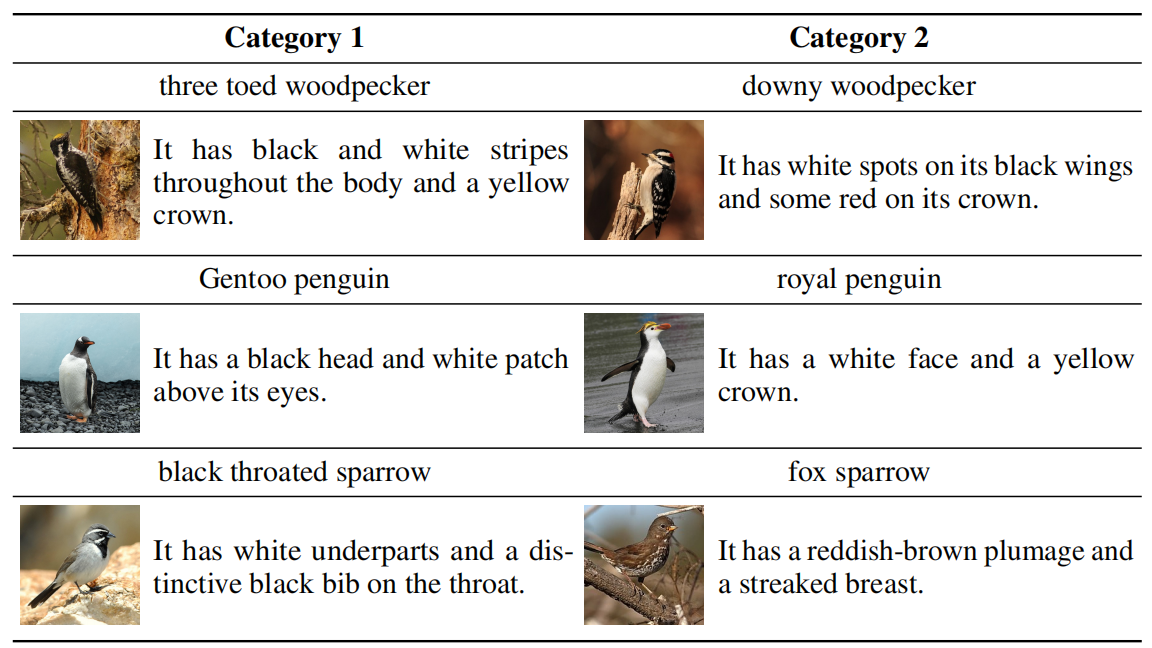 Category 1 Category 2
three toed woodpecker downy woodpecker
It has black and white stripes
throughout the body and a yellow
crown.
It has white spots on its black wings
and some red on its crown.
Gentoo penguin royal penguin
It has a black head and white patch
above its eyes.
It has a white face and a yellow
crown.
black throated sparrow fox sparrow
It has white underparts and a dis-
tinctive black bib on the throat.
It has a reddish-brown plumage and
a streaked breast.